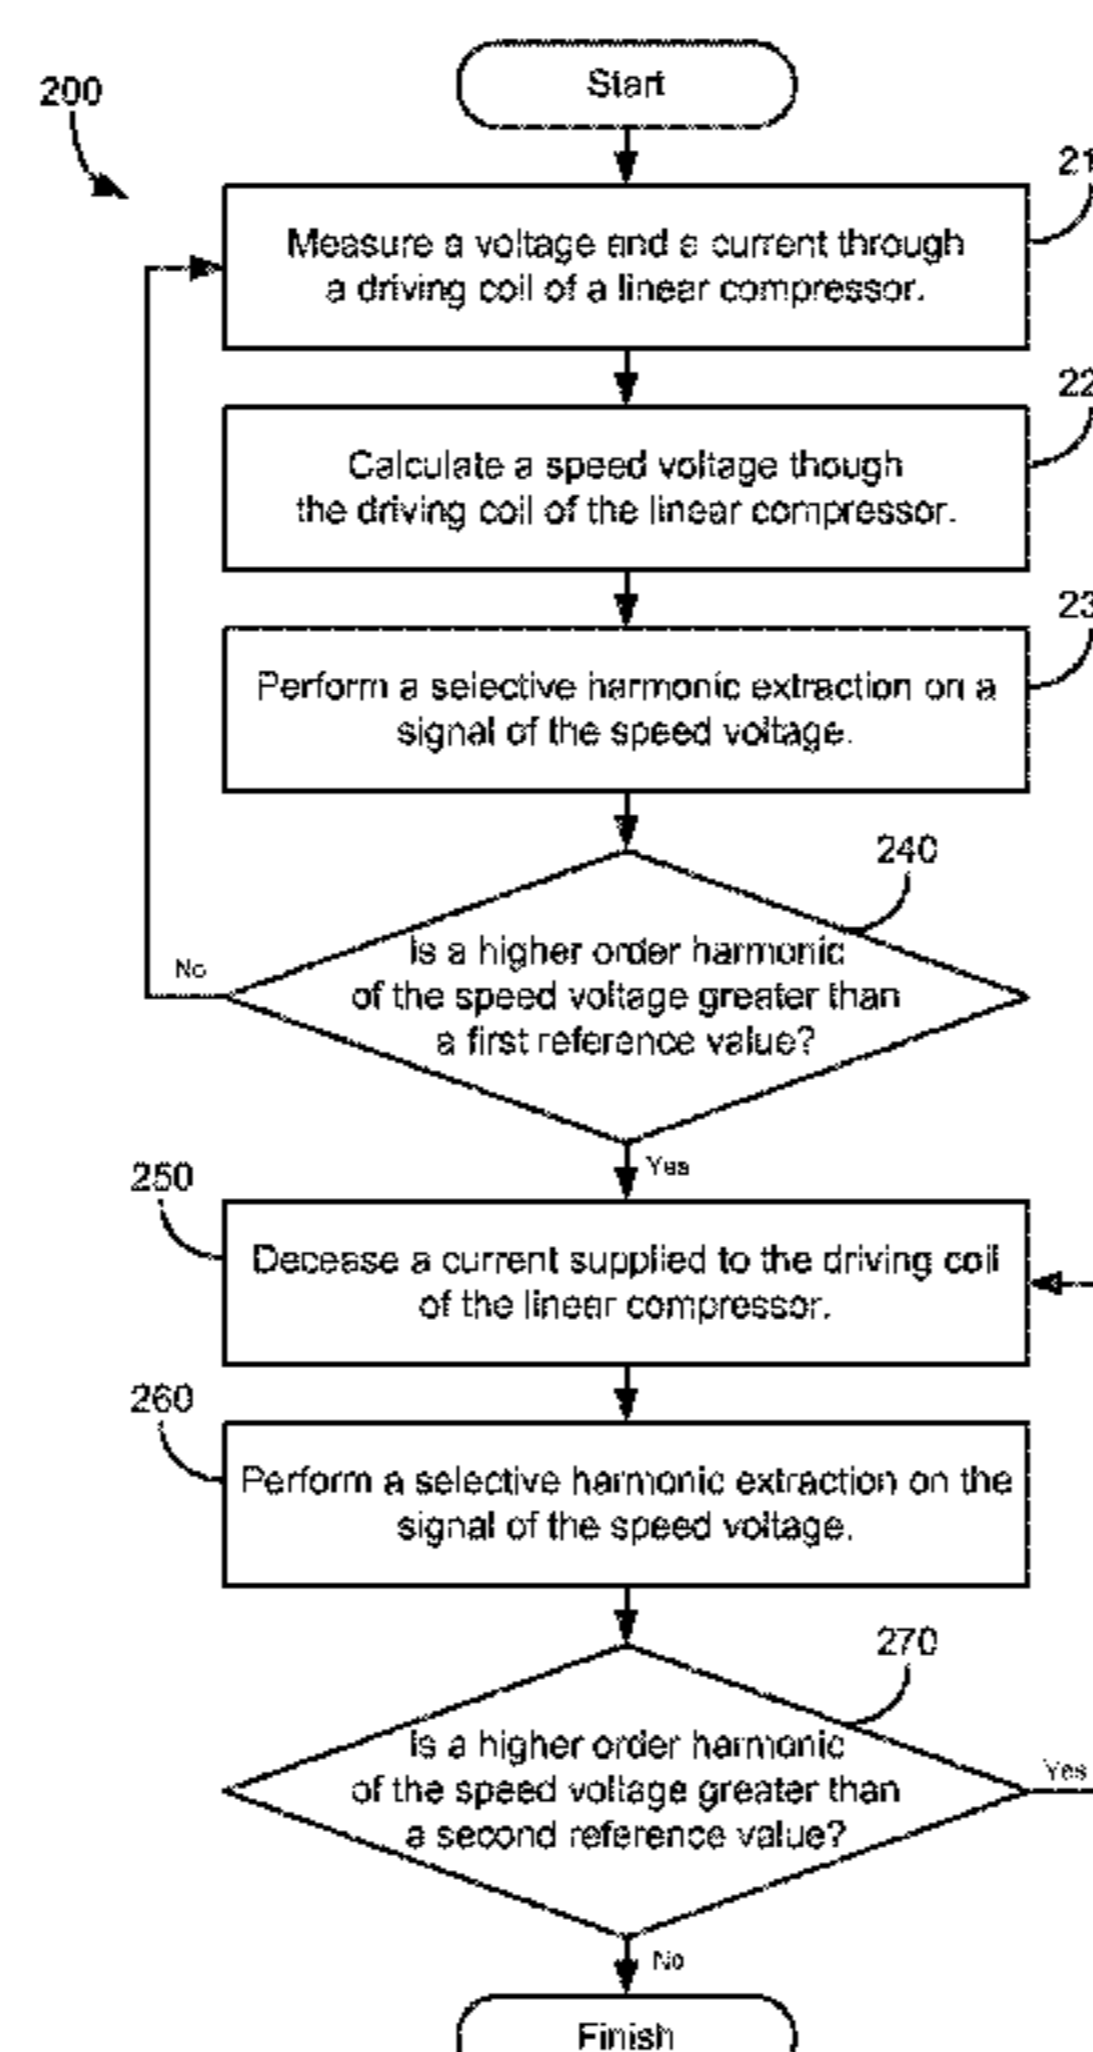 Start
200
21
Measure a voltage and a current through
a driving coil of a linear compressor.
22
Calculate a speed voltage though
the driving coil of the linear compressor.
23
Perform a selective harmonic extraction on a
signal of the speed voltage.
240
Is a higher order harmonic
of the speed voltage greater than
a first reference value?
No
Yes
250
Decease a current supplied to the driving coil
of the linear compressor.
260
Perform a selective harmonic extraction on the
signal of the speed voltage.
270
Is a higher order harmonic
of the speed voltage greater than
a second reference value?
Yes
No
Finish